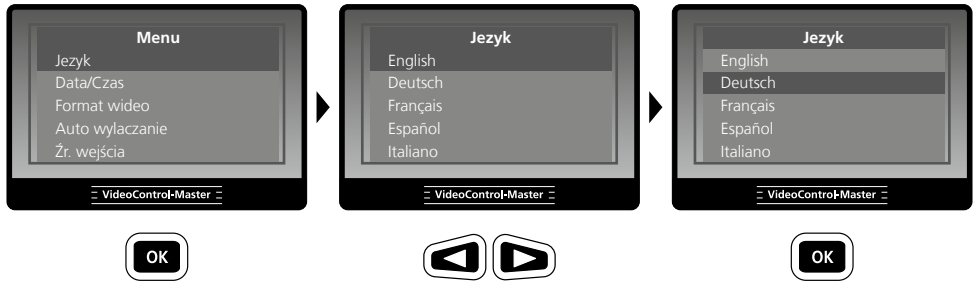 Menu
Jezyk
Data/Czas
Format wideo
Auto wylaczanie
Źr. wejścia
VideoControl-Master
OK
Jezyk
English
Deutsch
Français
Español
Italiano
VideoControl-Master
Jezyk
English
Deutsch
Français
Español
Italiano
VideoControl-Master
OK